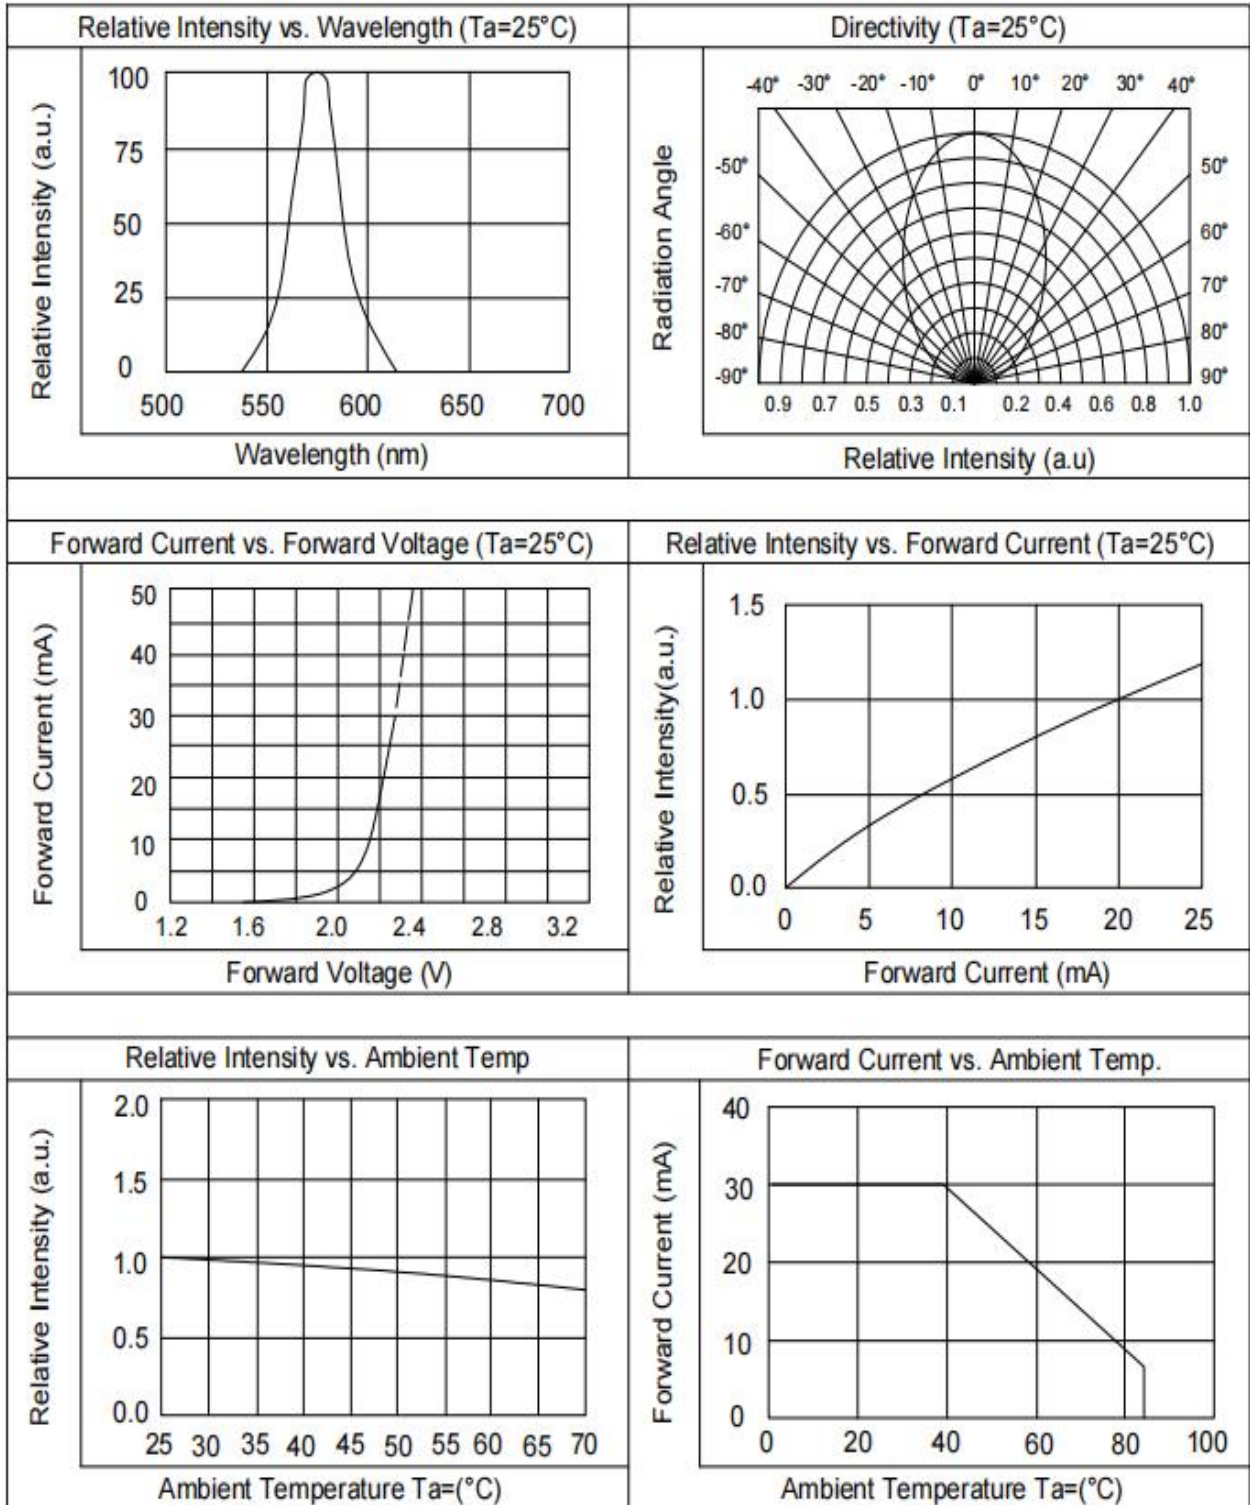 Relative Intensity vs. Wavelength (Ta=25°C)
Relative Intensity (a.u.)
100
75
50
25
0
500 550 600 650 700
Wavelength (nm)
Directivity (Ta=25°C)
Radiation Angle
-40° -30° -20° -10° 0° 10° 20° 30° 40°
-50° 50°
-60° 60°
-70° 70°
-80° 80°
-90° 90°
0.9 0.7 0.5 0.3 0.1 0.2 0.4 0.6 0.8 1.0
Relative Intensity (a.u)
Forward Current vs. Forward Voltage (Ta=25°C)
Forward Current (mA)
50
40
30
20
10
0
1.2 1.6 2.0 2.4 2.8 3.2
Forward Voltage (V)
Relative Intensity vs. Forward Current (Ta=25°C)
Relative Intensity(a.u.)
1.5
1.0
0.5
0.0
0 5 10 15 20 25
Forward Current (mA)
Relative Intensity vs. Ambient Temp
Relative Intensity (a.u.)
2.0
1.5
1.0
0.5
0.0
25 30 35 40 45 50 55 60 65 70
Ambient Temperature Ta=(°C)
Forward Current vs. Ambient Temp.
Forward Current (mA)
40
30
20
10
0
0 20 40 60 80 100
Ambient Temperature Ta=(°C)